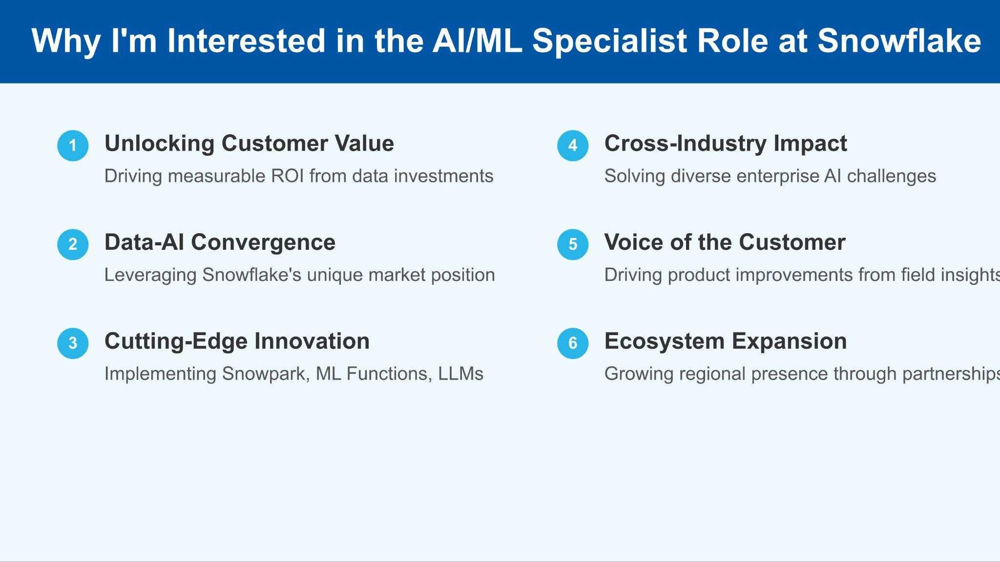 Why I'm Interested in the AI/ML Specialist Role at Snowflake
1
Unlocking Customer Value
Driving measurable ROI from data investments
2
Data-AI Convergence
Leveraging Snowflake's unique market position
3
Cutting-Edge Innovation
Implementing Snowpark, ML Functions, LLMs
4
Cross-Industry Impact
Solving diverse enterprise AI challenges
5
Voice of the Customer
Driving product improvements from field insights
6
Ecosystem Expansion
Growing regional presence through partnerships